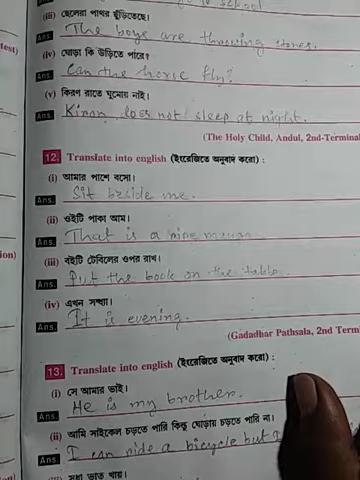 to school
(iii) ছেলেরা পাথর ছুঁড়িতেছে।
Ans. The boys are throwing stones.
(iv) ঘোড়া কি উড়িতে পারে?
Ans. Can the horse fly?
(v) কিরণ রাতে ঘুমোয় নাই।
Ans. Kiron does not sleep at night.
(The Holy Child, Andul, 2nd-Terminal
12. Translate into english (ইংরেজিতে অনুবাদ করো) :
(i) আমার পাশে বসো।
Ans. Sit beside me.
(ii) ওইটি পাকা আম।
Ans. That is a ripe mango.
(iii) বইটি টেবিলের ওপর রাখ।
Ans. Put the book on the table.
(iv) এখন সন্ধ্যা।
Ans. It is evening.
(Gadadhar Pathsala, 2nd Term
13. Translate into english (ইংরেজিতে অনুবাদ করো) :
(i) সে আমার ভাই।
Ans. He is my brother.
(ii) আমি সাইকেল চড়তে পারি কিন্তু ঘোড়ায় চড়তে পারি না।
Ans. I can ride a bicycle but I
ভাত খায়।